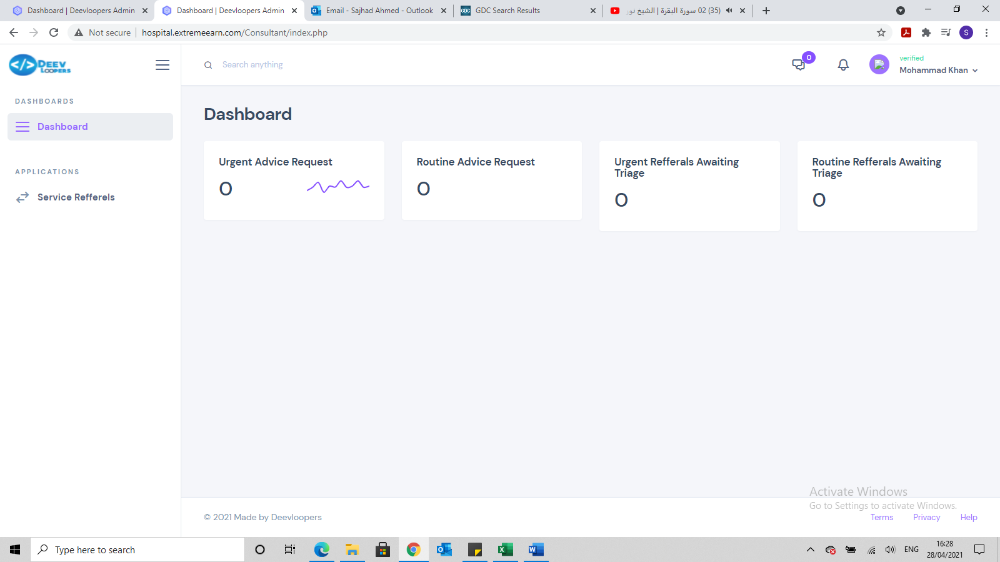 Dashboard | Deevloopers Admin
Dashboard | Deevloopers Admin
Email - Sajhad Ahmed - Outlook
GDC
GDC Search Results
(35) 02 سورة البقرة | الشيخ نور
Not secure
hospital.extremeearn.com/Consultant/index.php
S
DEEV
LOOPERS
Search anything
0
verified
Mohammad Khan
DASHBOARDS
Dashboard
APPLICATIONS
Service Refferels
Dashboard
Urgent Advice Request
0
Routine Advice Request
0
Urgent Refferals Awaiting
Triage
0
Routine Refferals Awaiting
Triage
0
Activate Windows
Go to Settings to activate Windows.
© 2021 Made by Deevloopers
Terms
Privacy
Help
Type here to search
ENG
16:28
28/04/2021